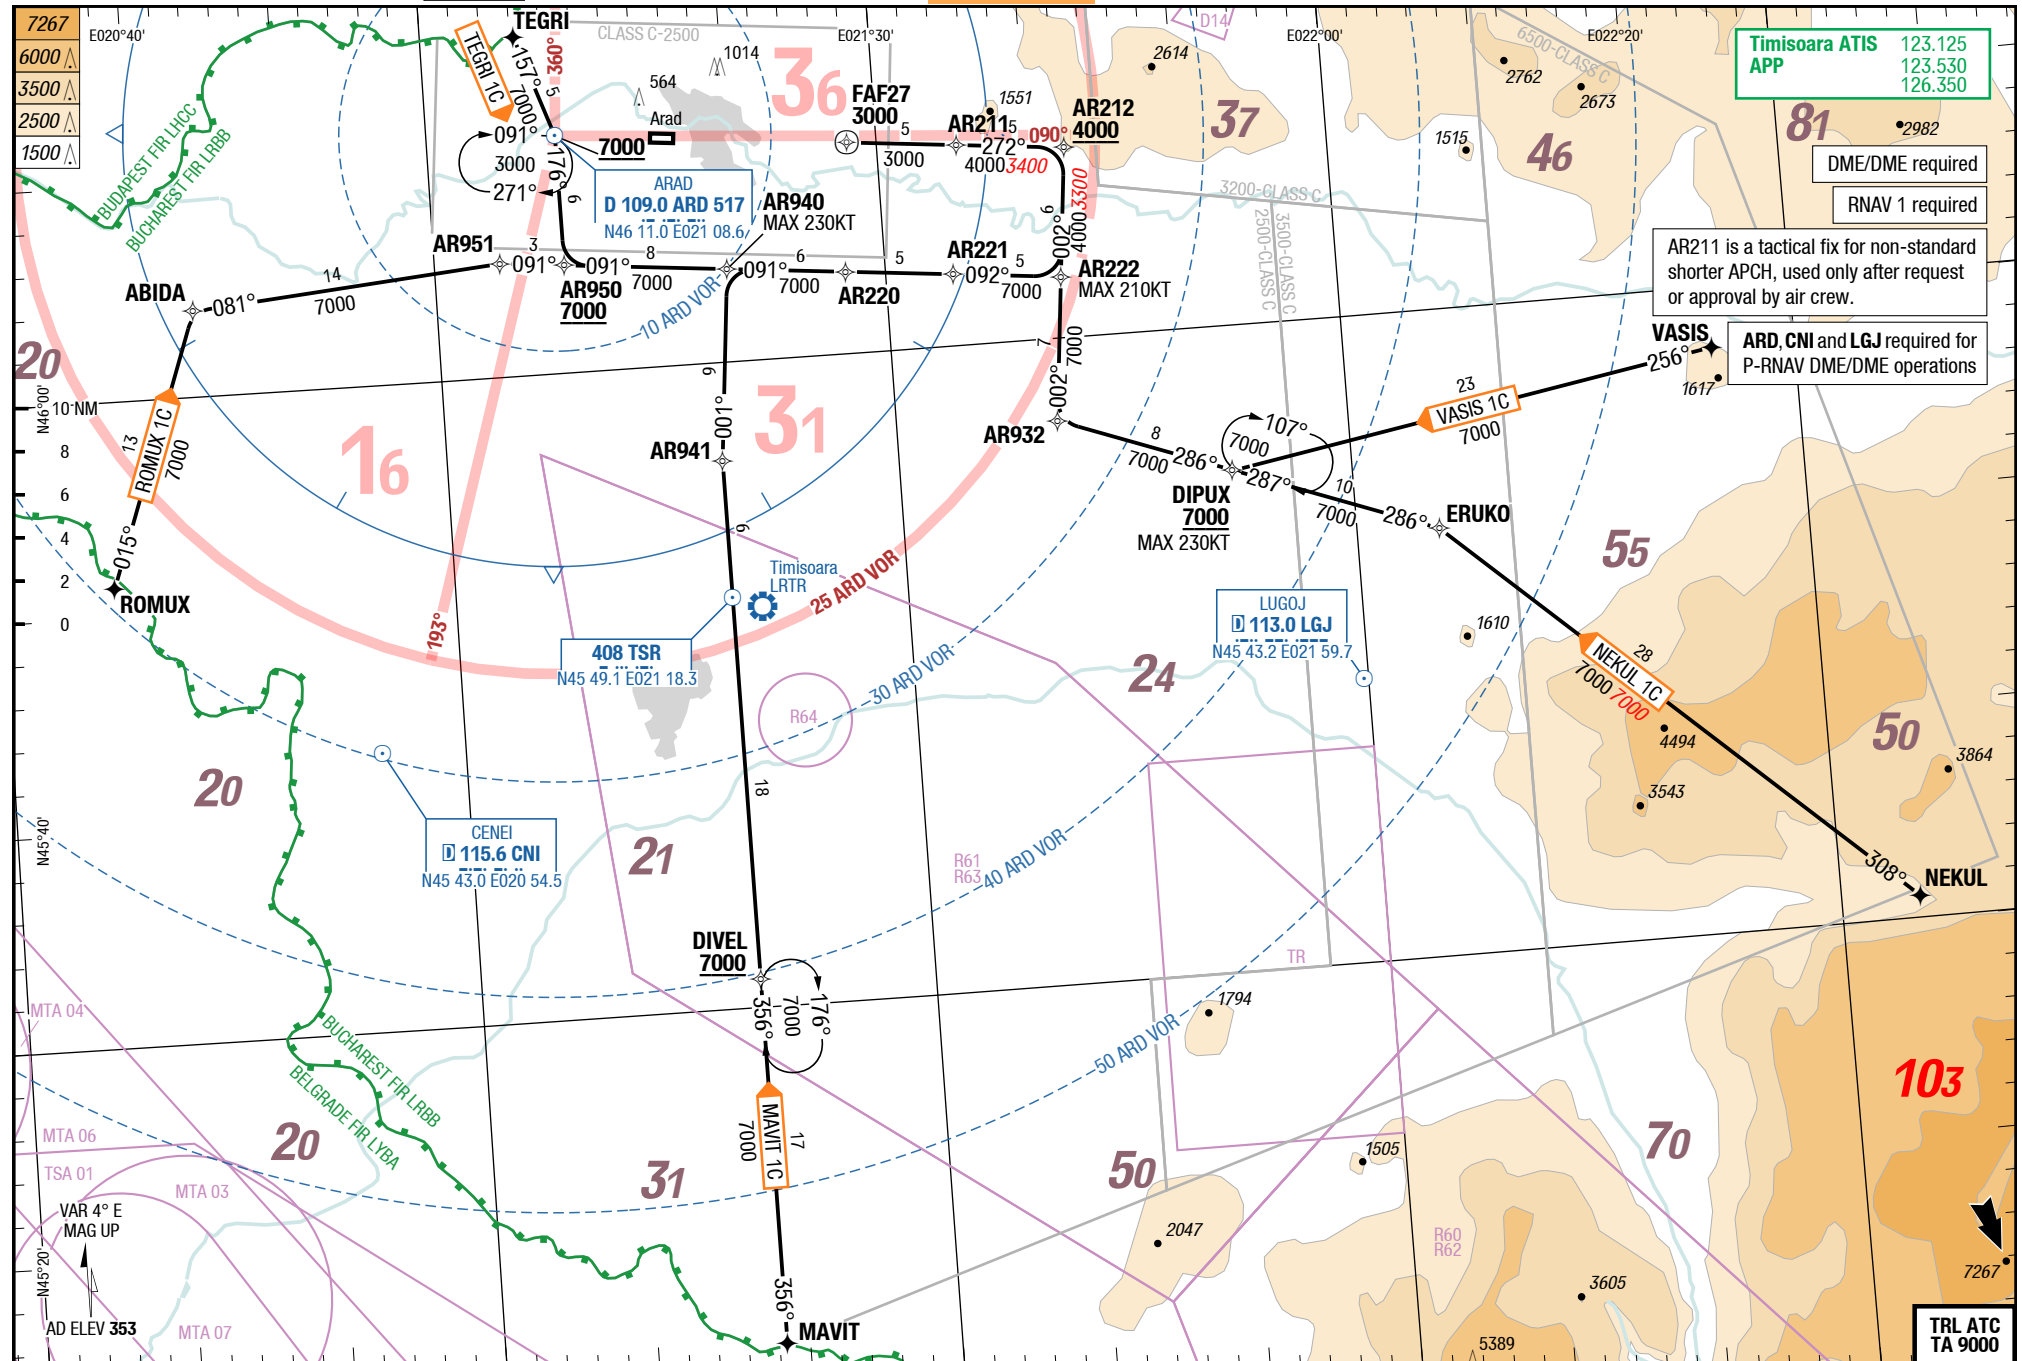 7267
6000
3500
2500
1500
E020°40'
TEGRI
CLASS C-2500
E021°30'
D14
E022°00'
E022°20'
6500-CLASS C
Timisoara ATIS 123.125
APP 123.530
126.350
TEGRI 1C
157°
5
7000
360°
1014
564
36
2614
2762
2673
81
2982
FAF27
3000
1551
AR212
4000
37
1515
46
BUDAPEST FIR LHCC
BUCHAREST FIR LRBB
091°
3000
271°
7000
Arad
5
3000
AR211
5
272°
4000 3400
090°
DME/DME required
RNAV 1 required
176°
6
ARAD
D 109.0 ARD 517
N46 11.0 E021 08.6
AR940
MAX 230KT
3300
4000
6
002°
3200-CLASS C
2500-CLASS C
3500-CLASS C
AR211 is a tactical fix for non-standard
shorter APCH, used only after request
or approval by air crew.
AR951
3
091°
091°
8
7000
AR950
7000
10 ARD VOR
091°
6
7000
5
AR220
AR221
092°
5
7000
AR222
MAX 210KT
ABIDA
081°
14
7000
VASIS
256°
1617
ARD, CNI and LGJ required for
P-RNAV DME/DME operations
20
N46°00'
10 NM
8
6
4
2
0
13
ROMUX 1C
7000
015°
ROMUX
16
9
001°
AR941
31
7
7000
002°
AR932
8
7000
286°
107°
7000
23
VASIS 1C
7000
DIPUX
7000
MAX 230KT
287°
10
7000
286°
ERUKO
55
6
Timisoara
LRTR
25 ARD VOR
193°
408 TSR
N45 49.1 E021 18.3
LUGOJ
D 113.0 LGJ
N45 43.2 E021 59.7
1610
28
NEKUL 1C
7000 7000
30 ARD VOR
24
R64
4494
50
3864
3543
20
18
N45°40'
CENEI
D 115.6 CNI
N45 43.0 E020 54.5
21
R61
R63
40 ARD VOR
308°
NEKUL
DIVEL
7000
TR
356°
7000
176°
MTA 04
BUCHAREST FIR LRBB
BELGRADE FIR LYBA
50 ARD VOR
1794
103
MTA 06
20
TSA 01
MTA 03
31
MAVIT 1C
17
7000
50
1505
70
VAR 4° E
MAG UP
N45°20'
2047
R60
R62
3605
7267
AD ELEV 353
MTA 07
356°
MAVIT
5389
TRL ATC
TA 9000